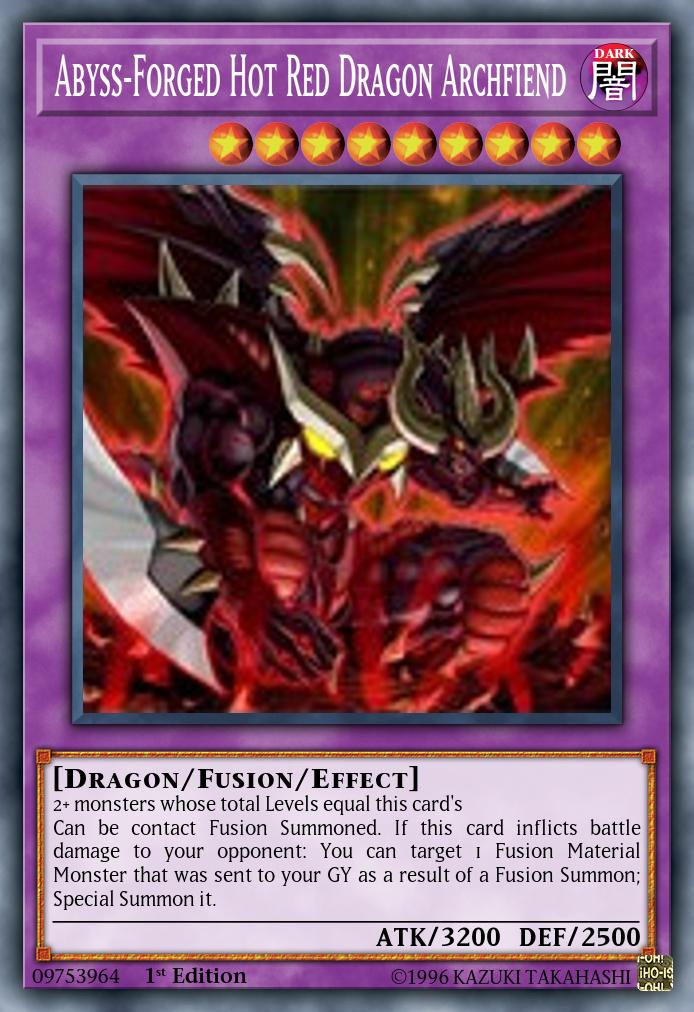 Abyss-Forged Hot Red Dragon Archfiend
DARK
闇
[Dragon/Fusion/Effect]
2+ monsters whose total Levels equal this card's
Can be contact Fusion Summoned. If this card inflicts battle
damage to your opponent: You can target 1 Fusion Material
Monster that was sent to your GY as a result of a Fusion Summon;
Special Summon it.
ATK/3200 DEF/2500
09753964 1st Edition ©1996 KAZUKI TAKAHASHI